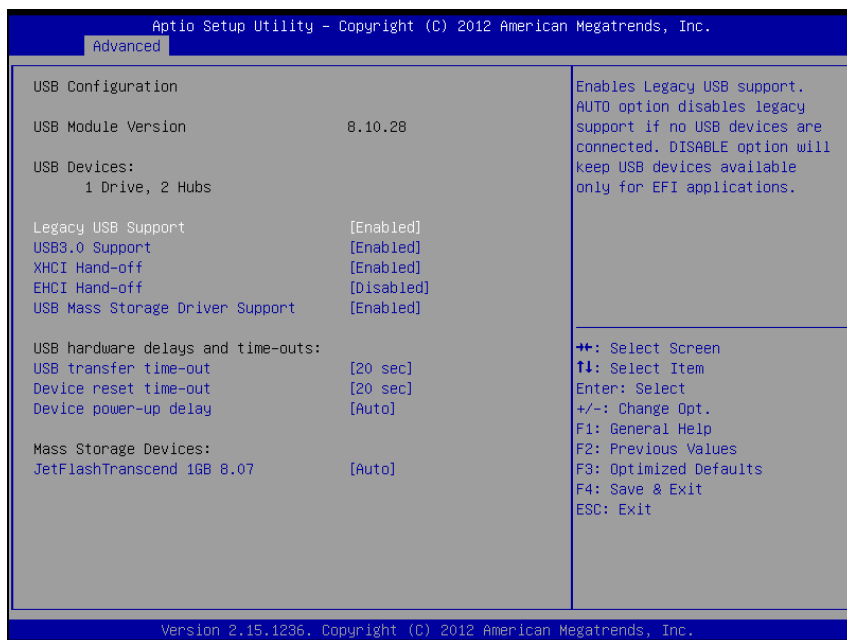 Aptio Setup Utility – Copyright (C) 2012 American Megatrends, Inc.
Advanced
USB Configuration
USB Module Version 8.10.28
USB Devices:
1 Drive, 2 Hubs
Legacy USB Support [Enabled]
USB3.0 Support [Enabled]
XHCI Hand-off [Enabled]
EHCI Hand-off [Disabled]
USB Mass Storage Driver Support [Enabled]
USB hardware delays and time-outs:
USB transfer time-out [20 sec]
Device reset time-out [20 sec]
Device power-up delay [Auto]
Mass Storage Devices:
JetFlashTranscend 1GB 8.07 [Auto]
Enables Legacy USB support.
AUTO option disables legacy
support if no USB devices are
connected. DISABLE option will
keep USB devices available
only for EFI applications.
→←: Select Screen
↑↓: Select Item
Enter: Select
+/-: Change Opt.
F1: General Help
F2: Previous Values
F3: Optimized Defaults
F4: Save & Exit
ESC: Exit
Version 2.15.1236. Copyright (C) 2012 American Megatrends, Inc.